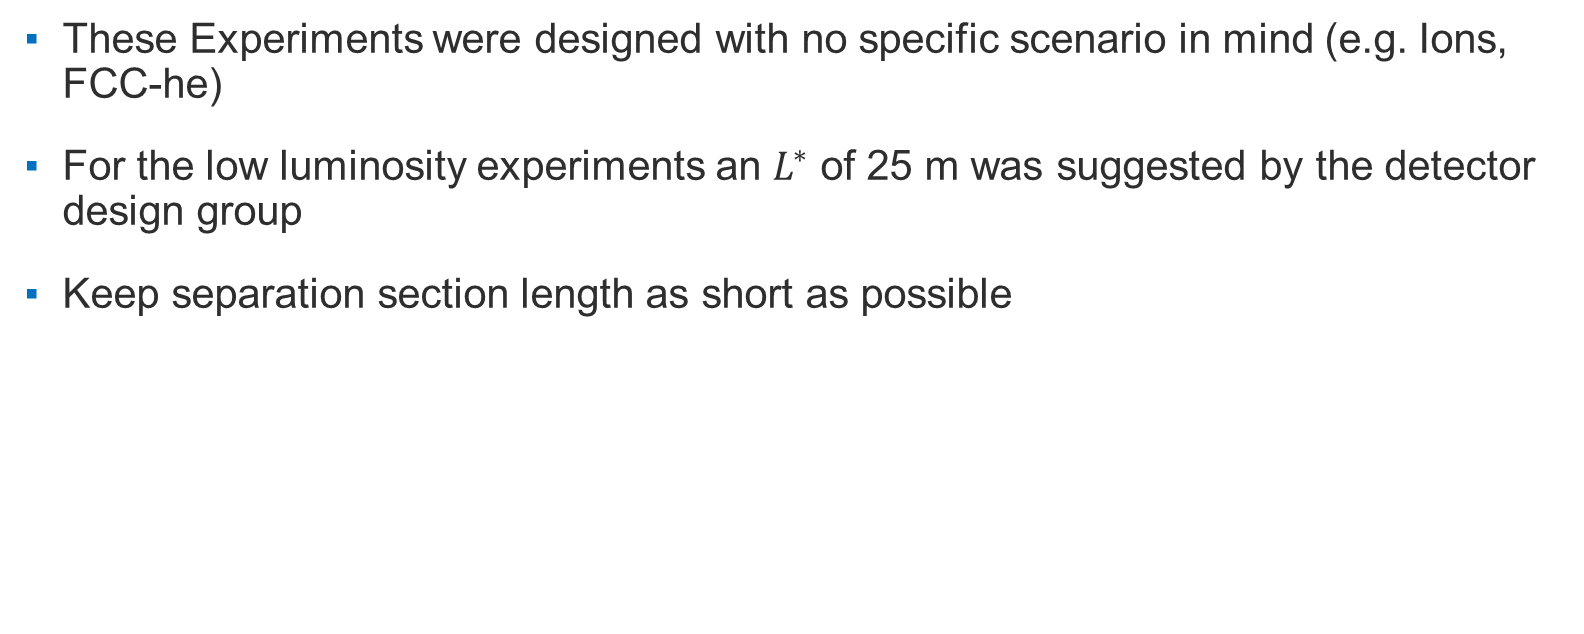 ▪ These Experiments were designed with no specific scenario in mind (e.g. Ions,
FCC-he)
▪ For the low luminosity experiments an L* of 25 m was suggested by the detector
design group
▪ Keep separation section length as short as possible